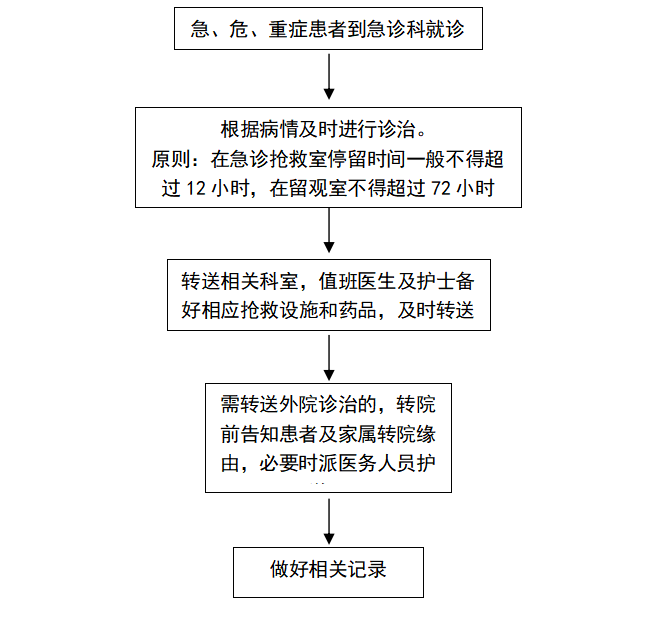 急、危、重症患者到急诊科就诊
根据病情及时进行诊治。
原则：在急诊抢救室停留时间一般不得超
过 12 小时，在留观室不得超过 72 小时
转送相关科室，值班医生及护士备
好相应抢救设施和药品，及时转送
需转送外院诊治的，转院
前告知患者及家属转院缘
由，必要时派医务人员护
做好相关记录